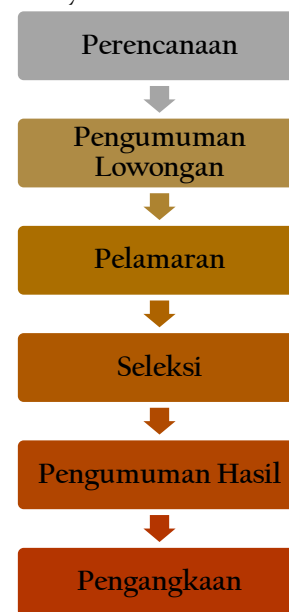 Perencanaan
Pengumuman
Lowongan
Pelamaran
Seleksi
Pengumuman Hasil
Pengangkaan